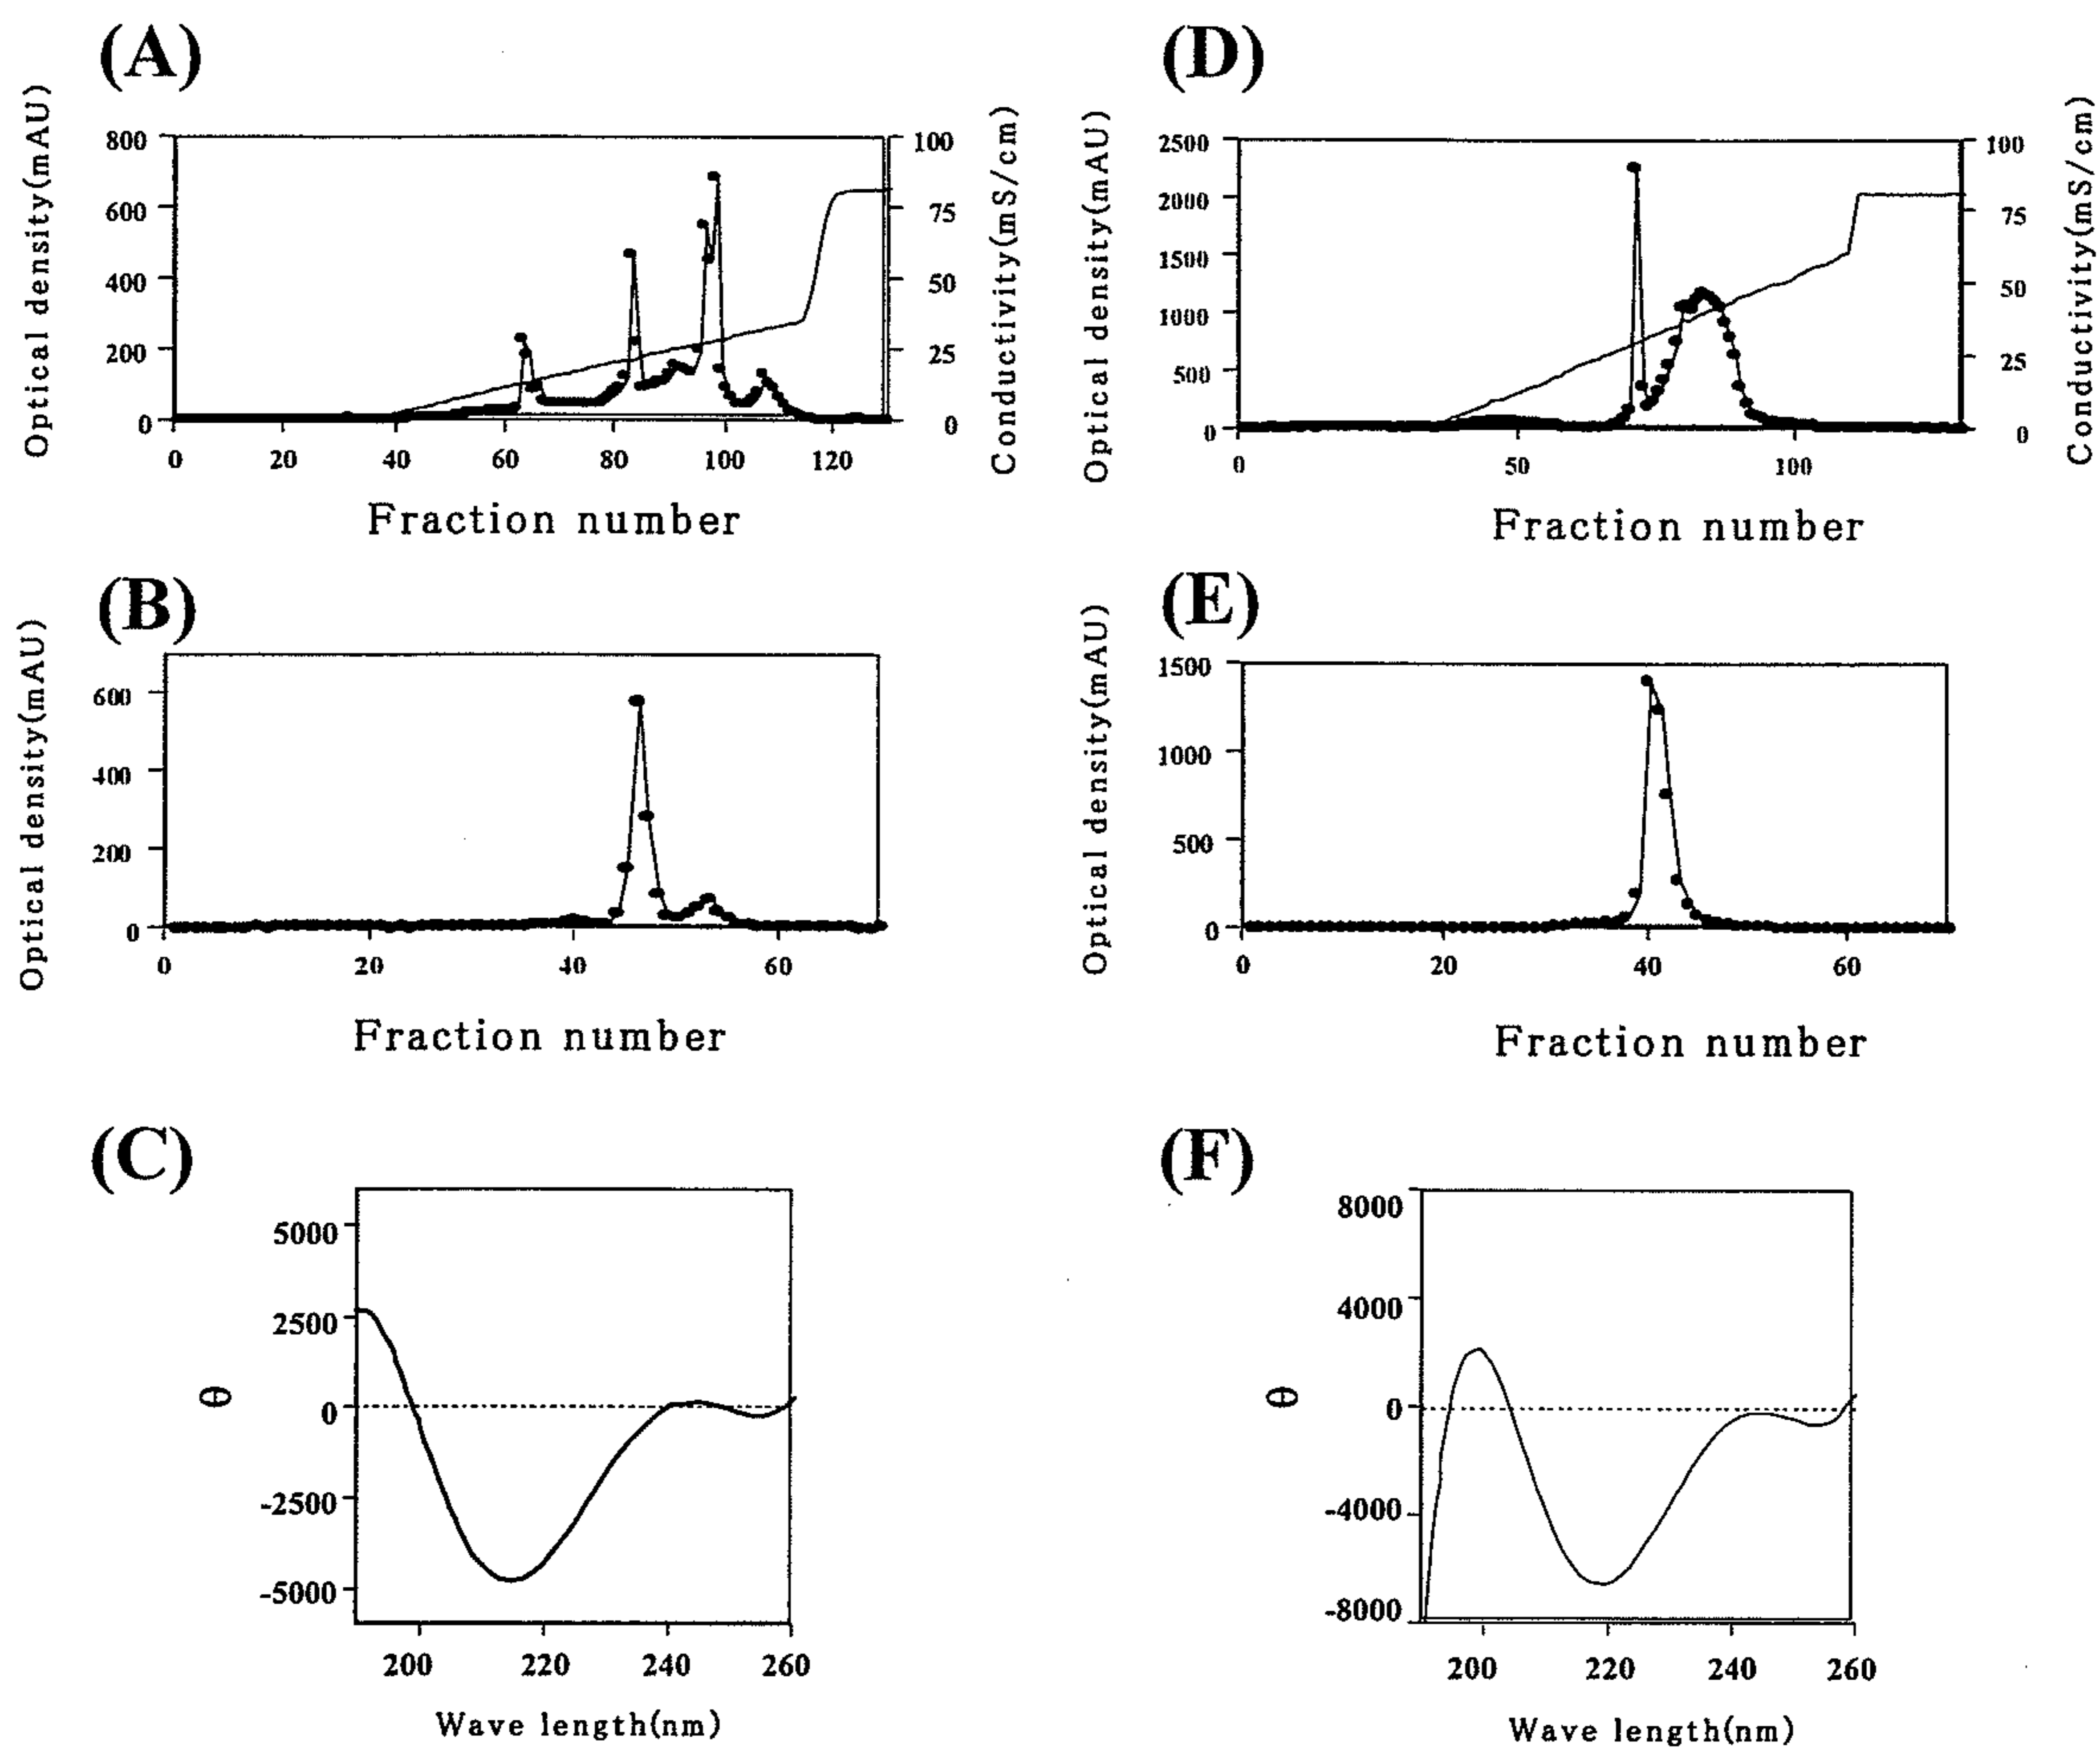 (A)
Optical density(mAU)
800
600
400
200
0
100
75
50
25
0
Conductivity(mS/cm)
0 20 40 60 80 100 120
Fraction number
(D)
Optical density(mAU)
2500
2000
1500
1000
500
0
100
75
50
25
0
Conductivity(mS/cm)
0 50 100
Fraction number
(B)
Optical density(mAU)
600
400
200
0
0 20 40 60
Fraction number
(E)
Optical density(mAU)
1500
1000
500
0
0 20 40 60
Fraction number
(C)
θ
5000
2500
0
-2500
-5000
200 220 240 260
Wave length(nm)
(F)
θ
8000
4000
0
-4000
-8000
200 220 240 260
Wave length(nm)